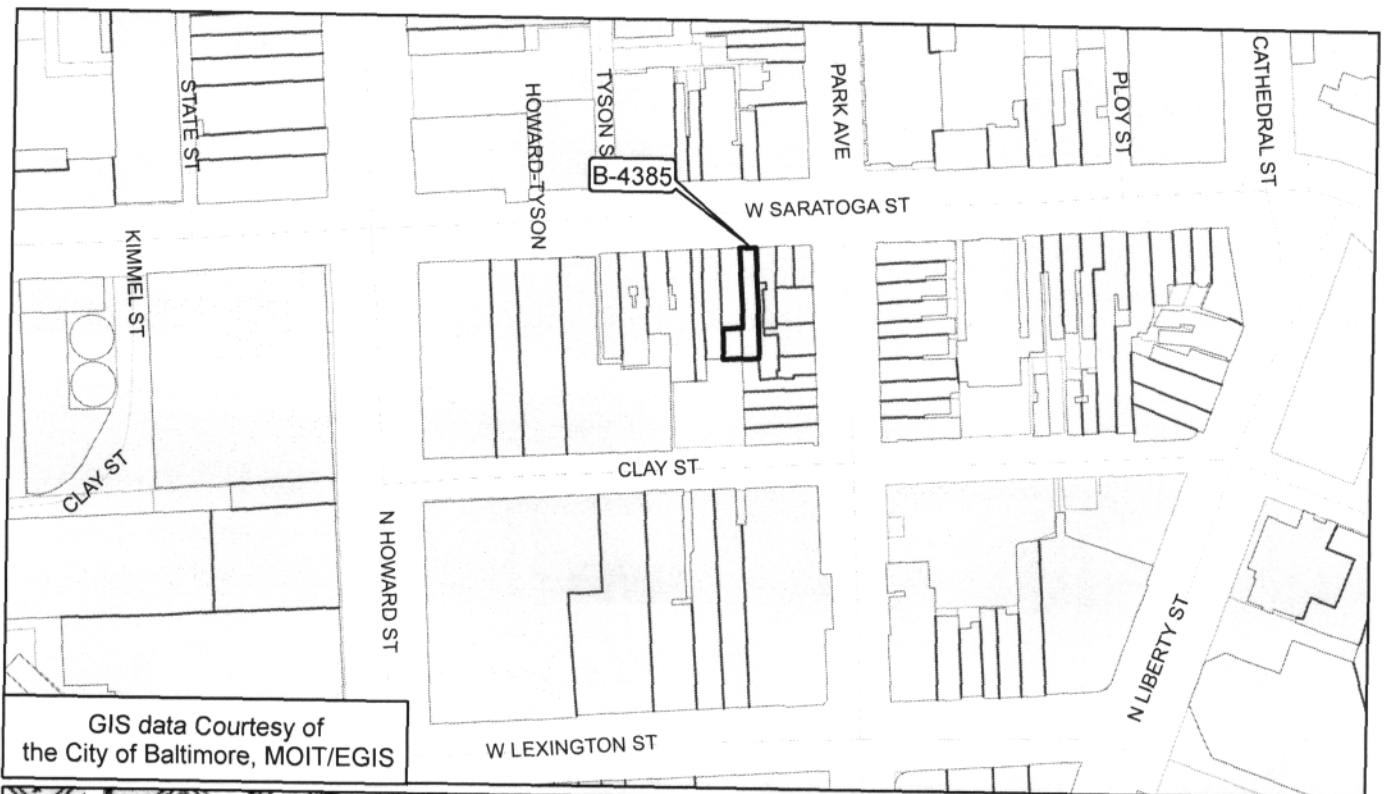 STATE ST
HOWARD-TYSON
TYSON S
PARK AVE
PLOY ST
CATHEDRAL ST
B-4385
W SARATOGA ST
KIMMEL ST
CLAY ST
CLAY ST
N HOWARD ST
N LIBERTY ST
GIS data Courtesy of
the City of Baltimore, MOIT/EGIS
W LEXINGTON ST